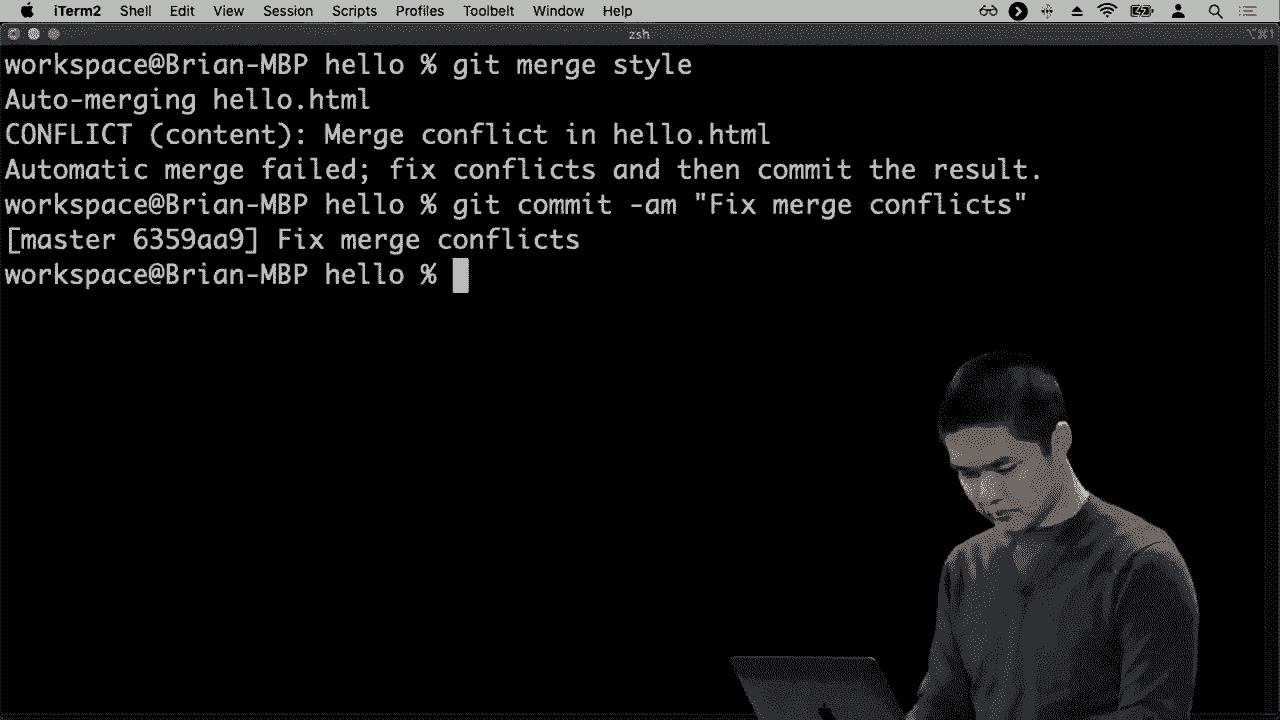 iTerm2 Shell Edit View Session Scripts Profiles Toolbelt Window Help
zsh ⌥⌘1
workspace@Brian-MBP hello % git merge style
Auto-merging hello.html
CONFLICT (content): Merge conflict in hello.html
Automatic merge failed; fix conflicts and then commit the result.
workspace@Brian-MBP hello % git commit -am "Fix merge conflicts"
[master 6359aa9] Fix merge conflicts
workspace@Brian-MBP hello %